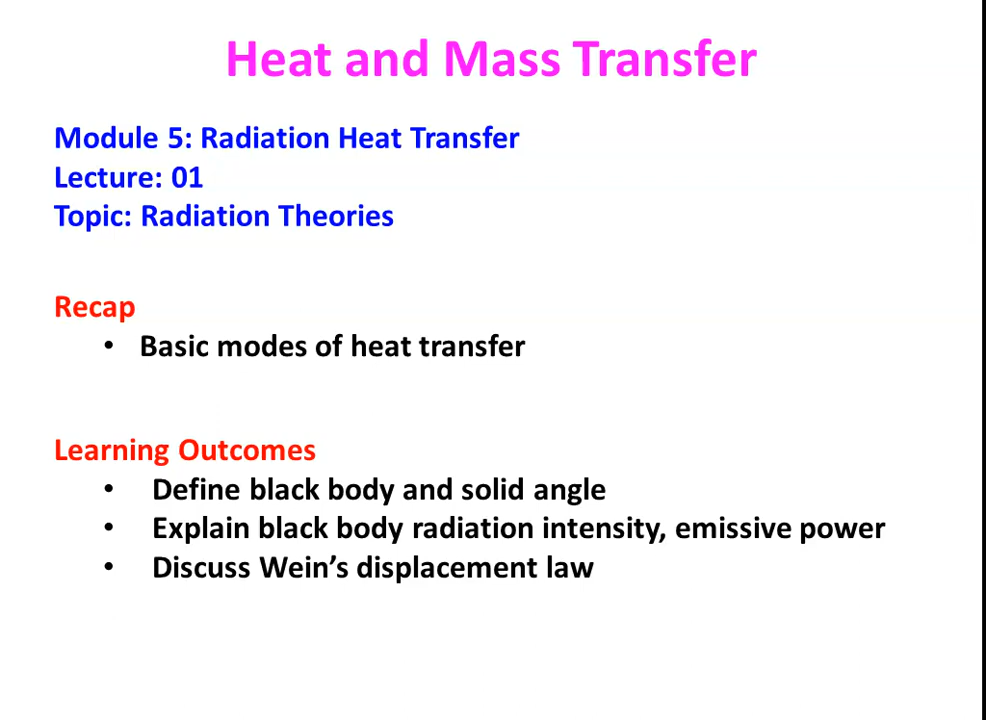 Heat and Mass Transfer
Module 5: Radiation Heat Transfer
Lecture: 01
Topic: Radiation Theories
Recap
• Basic modes of heat transfer
Learning Outcomes
• Define black body and solid angle
• Explain black body radiation intensity, emissive power
• Discuss Wein’s displacement law